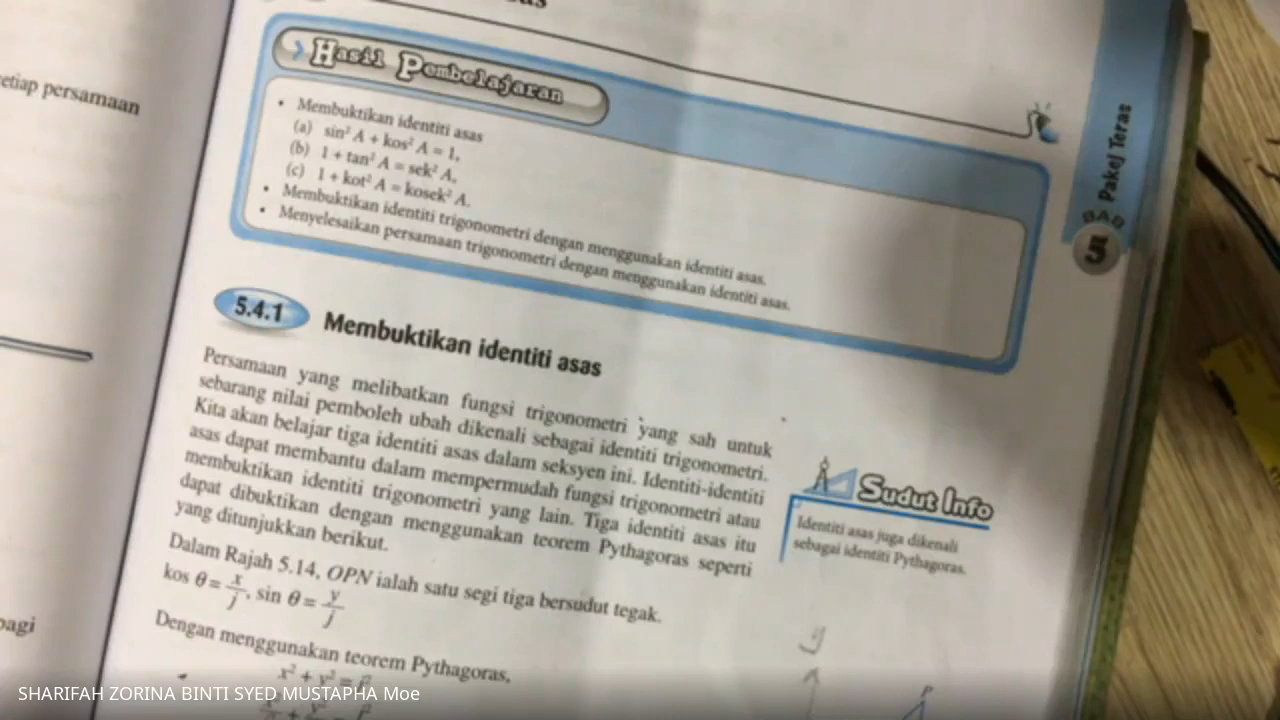 etiap persamaan
bagi
Hasil Pembelajaran
• Membuktikan identiti asas
(a) sin² A + kos² A = 1,
(b) 1 + tan² A = sek² A,
(c) 1 + kot² A = kosek² A.
• Membuktikan identiti trigonometri dengan menggunakan identiti asas.
• Menyelesaikan persamaan trigonometri dengan menggunakan identiti asas.
Pakej Teras
BAB
5
5.4.1 Membuktikan identiti asas
Persamaan yang melibatkan fungsi trigonometri yang sah untuk
sebarang nilai pemboleh ubah dikenali sebagai identiti trigonometri.
Kita akan belajar tiga identiti asas dalam seksyen ini. Identiti-identiti
asas dapat membantu dalam mempermudah fungsi trigonometri atau
membuktikan identiti trigonometri yang lain. Tiga identiti asas itu
dapat dibuktikan dengan menggunakan teorem Pythagoras seperti
yang ditunjukkan berikut.
Sudut Info
Identiti asas juga dikenali
sebagai identiti Pythagoras.
Dalam Rajah 5.14, OPN ialah satu segi tiga bersudut tegak.
kos θ = x/j, sin θ = y/j
Dengan menggunakan teorem Pythagoras,
x² + y² = j²
y
P
SHARIFAH ZORINA BINTI SYED MUSTAPHA Moe